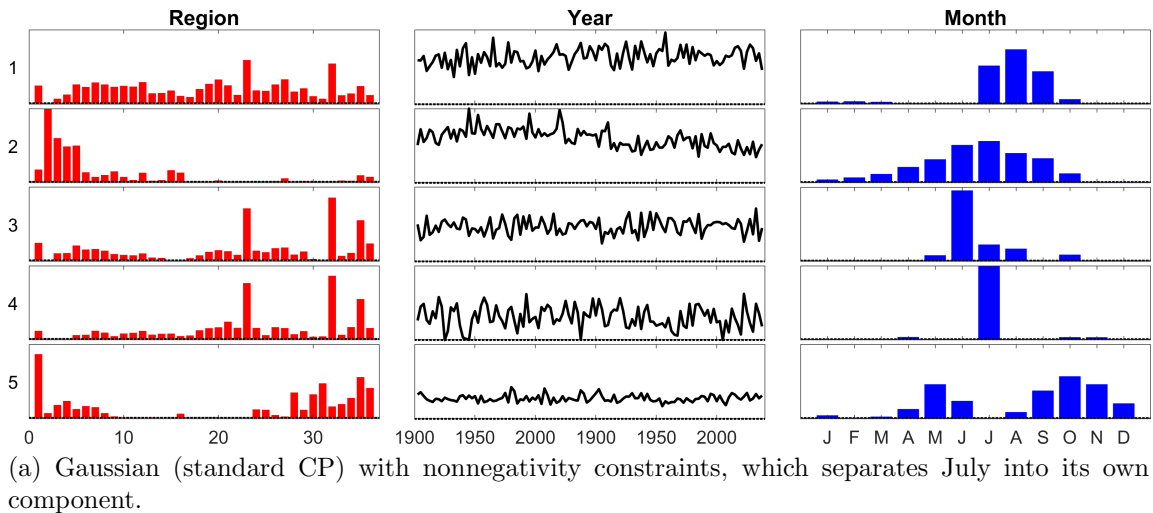 Region Year Month
1
2
3
4
5
0 10 20 30 1900 1950 2000 1900 1950 2000 J F M A M J J A S O N D
(a) Gaussian (standard CP) with nonnegativity constraints, which separates July into its own
component.